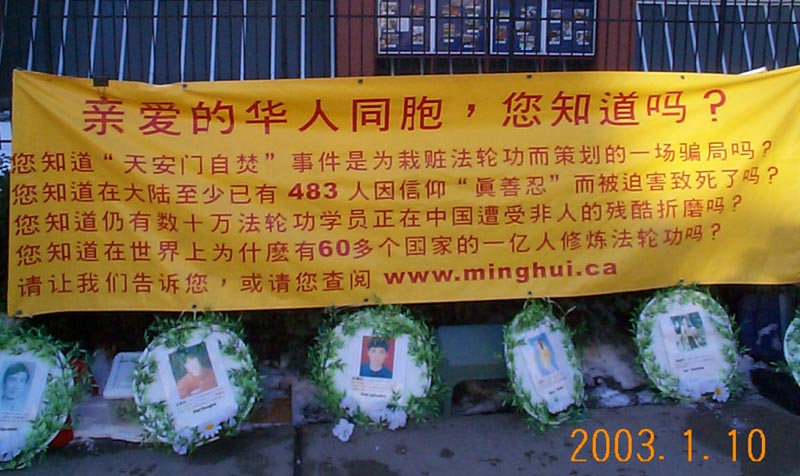 亲爱的华人同胞，您知道吗？
您知道“天安门自焚”事件是为栽赃法轮功而策划的一场骗局吗？
您知道在大陆至少已有 483 人因信仰“眞善忍”而被迫害致死了吗？
您知道仍有数十万法轮功学员正在中国遭受非人的残酷折磨吗？
您知道在世界上为什麽有60多个国家的一亿人修炼法轮功吗？
请让我们告诉您，或请您查阅 www.minghui.ca
2003. 1. 10